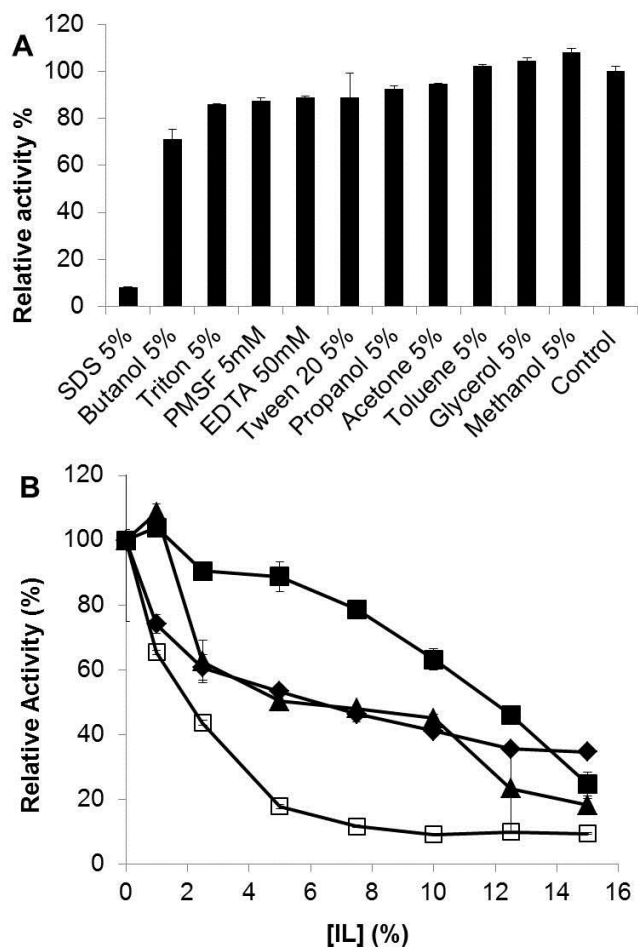 A
Relative activity %
120
100
80
60
40
20
0
SDS 5%
Butanol 5%
Triton 5%
PMSF 5mM
EDTA 50mM
Tween 20 5%
Propanol 5%
Acetone 5%
Toluene 5%
Glycerol 5%
Methanol 5%
Control
B
Relative Activity (%)
120
100
80
60
40
20
0
0 2 4 6 8 10 12 14 16
[IL] (%)